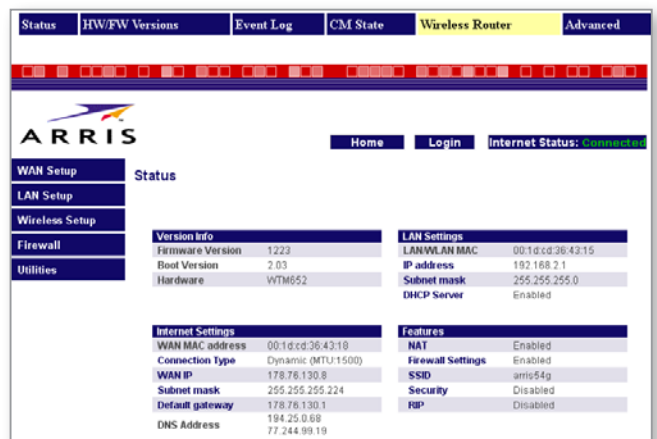 Status HW/FW Versions Event Log CM State Wireless Router Advanced
ARRIS
Home Login Internet Status: Connected
WAN Setup
LAN Setup
Wireless Setup
Firewall
Utilities
Status
Version Info
Firmware Version 1223
Boot Version 2.03
Hardware WTM652
LAN Settings
LAN/WLAN MAC 00:1d:cd:36:43:15
IP address 192.168.2.1
Subnet mask 255.255.255.0
DHCP Server Enabled
Internet Settings
WAN MAC address 00:1d:cd:36:43:18
Connection Type Dynamic (MTU:1500)
WAN IP 178.76.130.8
Subnet mask 255.255.255.224
Default gateway 178.76.130.1
DNS Address 194.25.0.68
77.244.99.19
Features
NAT Enabled
Firewall Settings Enabled
SSID arris54g
Security Disabled
RIP Disabled